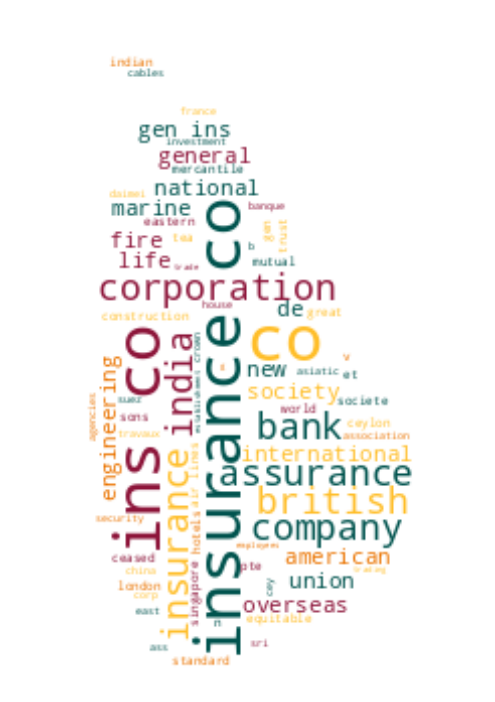 indian
cables
france
gen ins
investment
general
mercantile
national
daimei
marine
banque
eastern
fire
tea
life
trade
b
mutual
trust
insurance co
corporation
house
de
great
construction
ins co
india
crown
co
v
new
asiatic
et
society
societe
world
suez
sons
agencies
engineering
travaux
bank
ceylon
association
international
air lines
insurance
assurance
british
security
company
hotels
employees
ceased
american
pte
china
trading
london
corp
union
cey
singapore
east
overseas
n
equitable
ass
sri
standard